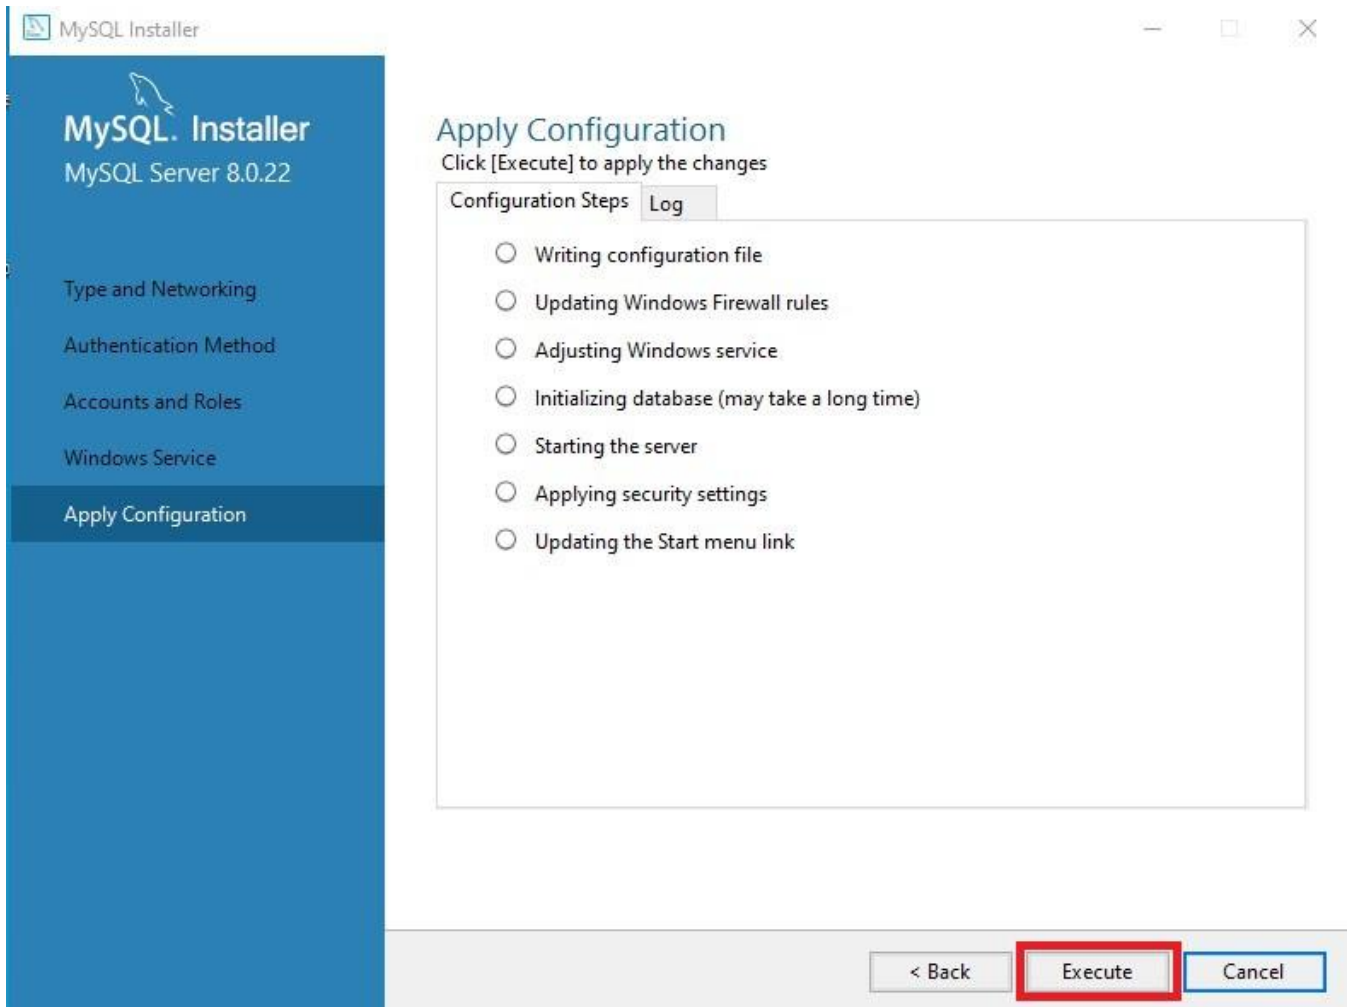 MySQL Installer
MySQL. Installer
MySQL Server 8.0.22
Type and Networking
Authentication Method
Accounts and Roles
Windows Service
Apply Configuration
Apply Configuration
Click [Execute] to apply the changes
Configuration Steps Log
Writing configuration file
Updating Windows Firewall rules
Adjusting Windows service
Initializing database (may take a long time)
Starting the server
Applying security settings
Updating the Start menu link
< Back Execute Cancel